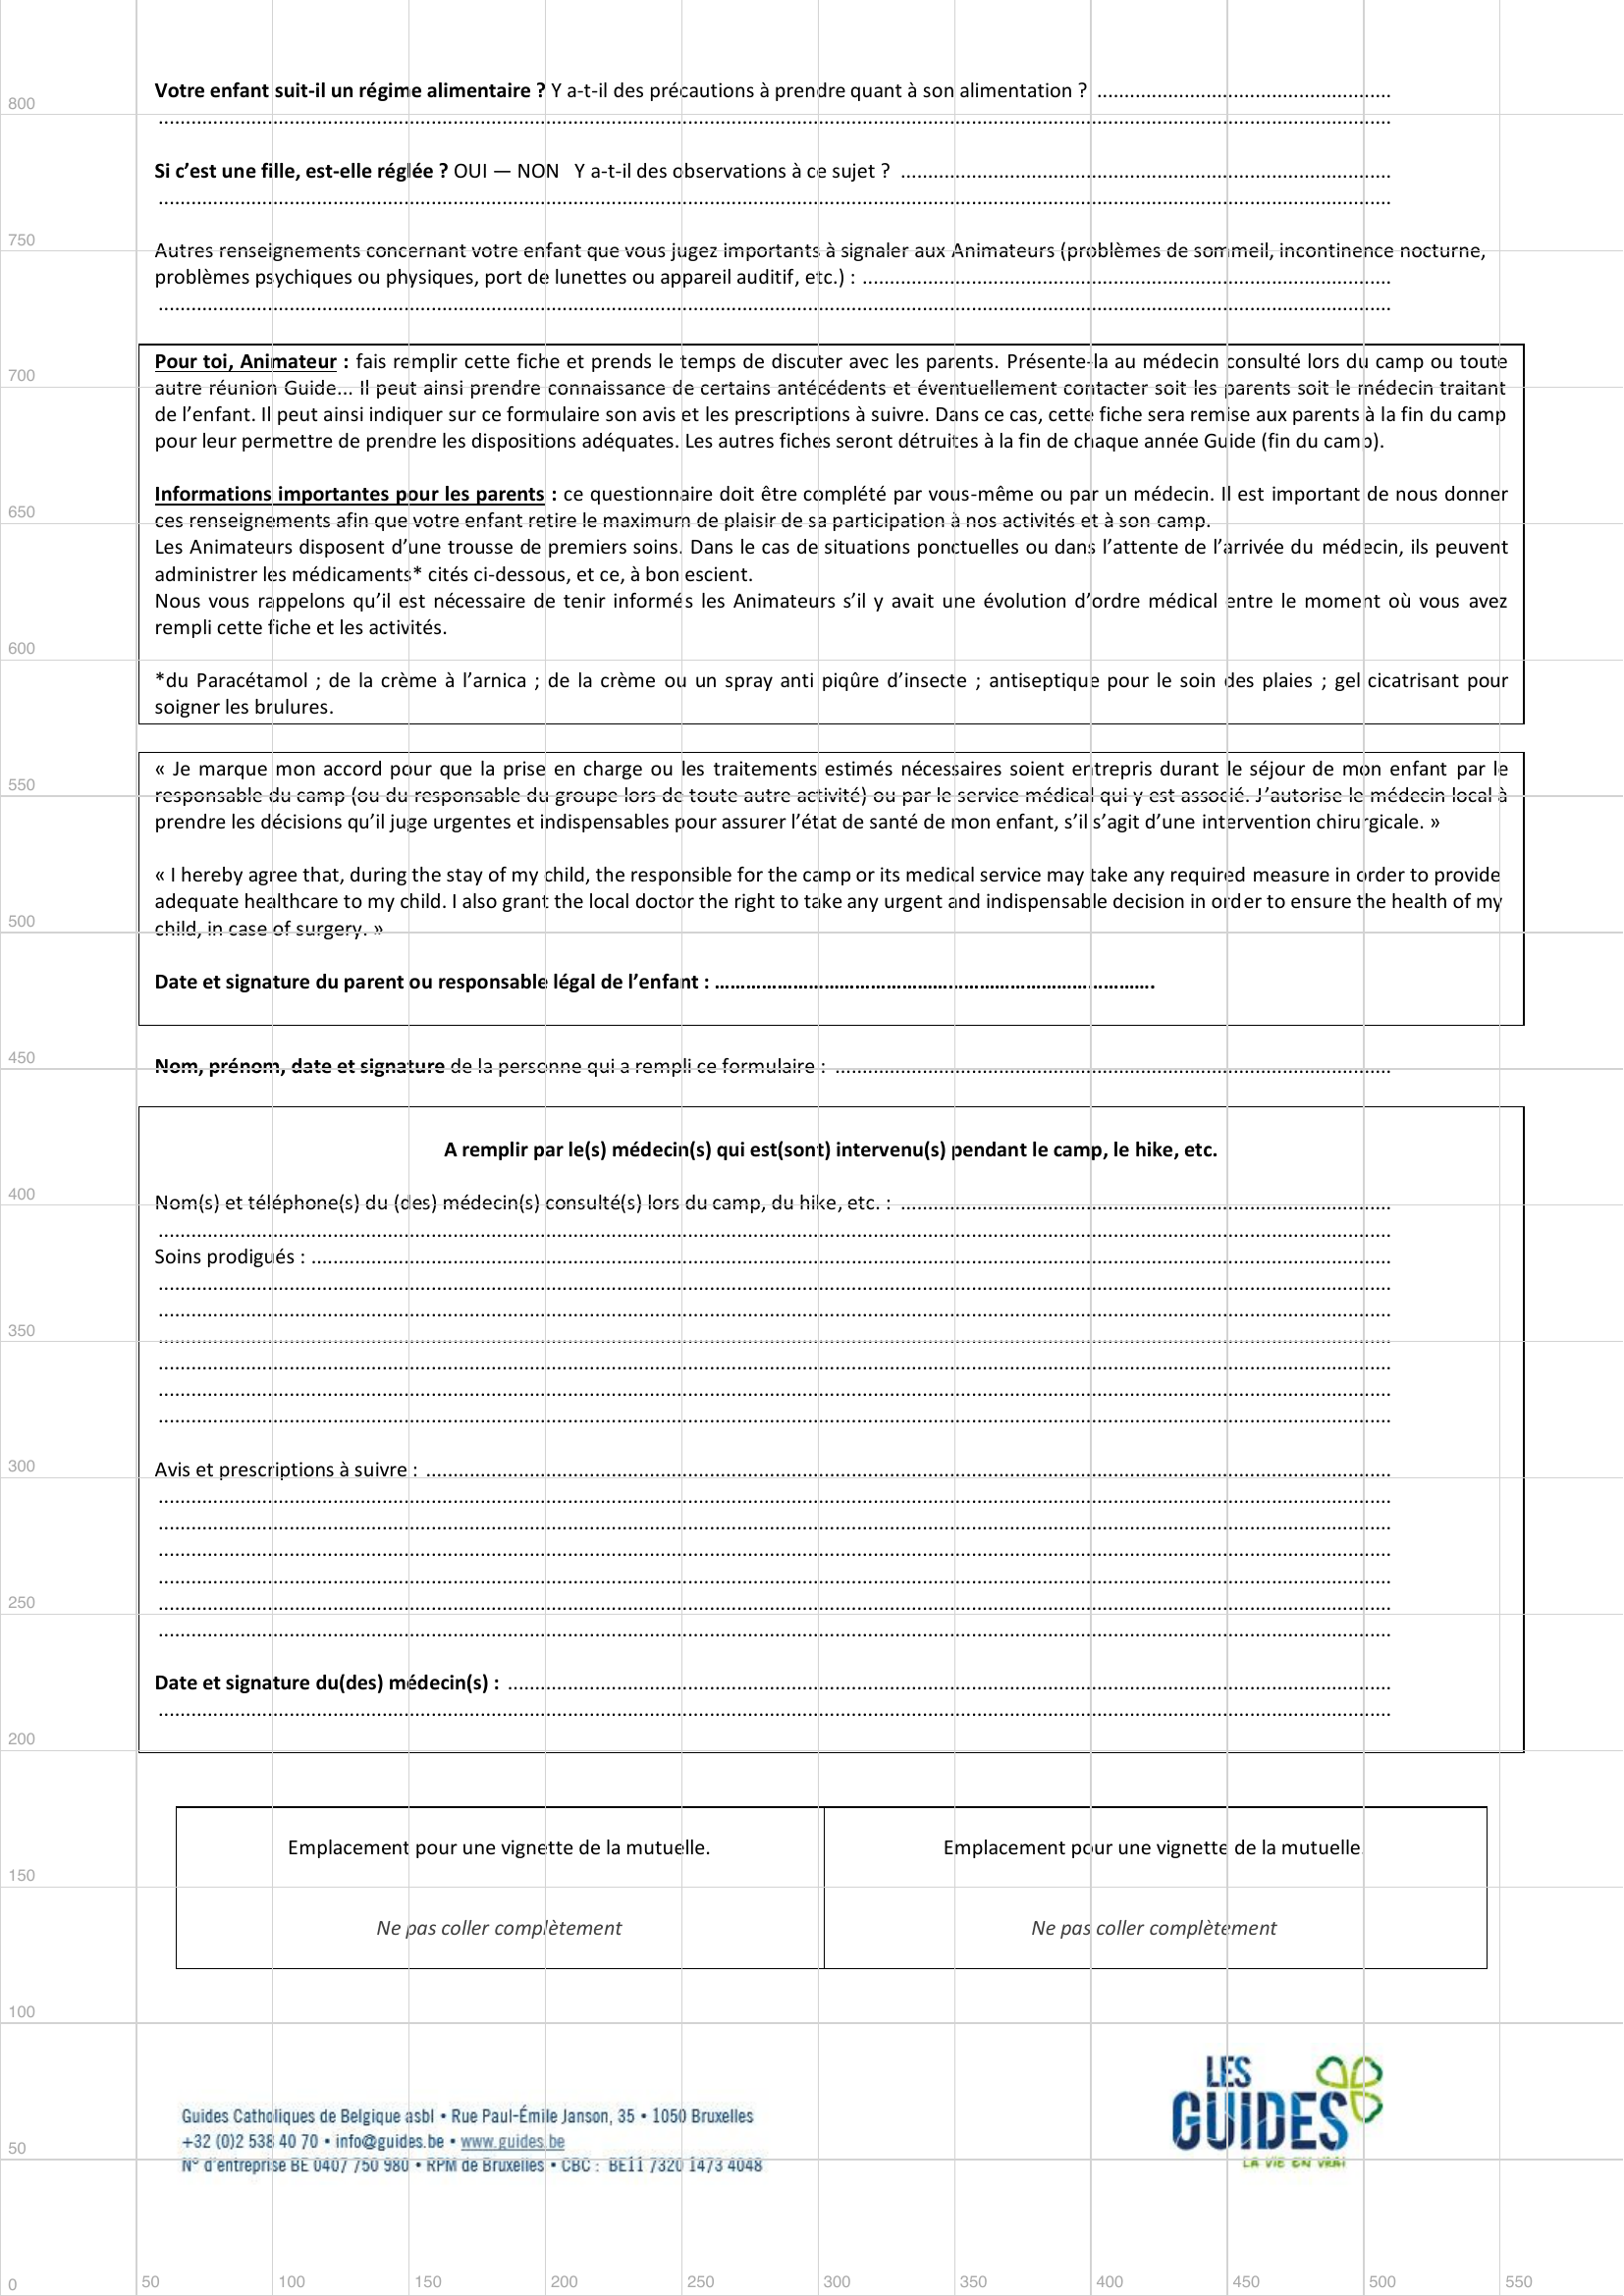 Votre enfant suit-il un régime alimentaire ? Y a-t-il des précautions à prendre quant à son alimentation ? ......................................................
....................................................................................................................................
Si c’est une fille, est-elle réglée ? OUI — NON Y a-t-il des observations à ce sujet ? ......................................................
....................................................................................................................................
Autres renseignements concernant votre enfant que vous jugez importants à signaler aux Animateurs (problèmes de sommeil, incontinence nocturne,
problèmes psychiques ou physiques, port de lunettes ou appareil auditif, etc.) : ......................................................
....................................................................................................................................
Pour toi, Animateur : fais remplir cette fiche et prends le temps de discuter avec les parents. Présente-la au médecin consulté lors du camp ou toute
autre réunion Guide... Il peut ainsi prendre connaissance de certains antécédents et éventuellement contacter soit les parents soit le médecin traitant
de l’enfant. Il peut ainsi indiquer sur ce formulaire son avis et les prescriptions à suivre. Dans ce cas, cette fiche sera remise aux parents à la fin du camp
pour leur permettre de prendre les dispositions adéquates. Les autres fiches seront détruites à la fin de chaque année Guide (fin du camp).
Informations importantes pour les parents : ce questionnaire doit être complété par vous-même ou par un médecin. Il est important de nous donner
ces renseignements afin que votre enfant retire le maximum de plaisir de sa participation à nos activités et à son camp.
Les Animateurs disposent d’une trousse de premiers soins. Dans le cas de situations ponctuelles ou dans l’attente de l’arrivée du médecin, ils peuvent
administrer les médicaments* cités ci-dessous, et ce, à bon escient.
Nous vous rappelons qu’il est nécessaire de tenir informés les Animateurs s’il y avait une évolution d’ordre médical entre le moment où vous avez
rempli cette fiche et les activités.
*du Paracétamol ; de la crème à l’arnica ; de la crème ou un spray anti piqûre d’insecte ; antiseptique pour le soin des plaies ; gel cicatrisant pour
soigner les brulures.
« Je marque mon accord pour que la prise en charge ou les traitements estimés nécessaires soient entrepris durant le séjour de mon enfant par le
responsable du camp (ou du responsable du groupe lors de toute autre activité) ou par le service médical qui y est associé. J’autorise le médecin local à
prendre les décisions qu’il juge urgentes et indispensables pour assurer l’état de santé de mon enfant, s’il s’agit d’une intervention chirurgicale. »
« I hereby agree that, during the stay of my child, the responsible for the camp or its medical service may take any required measure in order to provide
adequate healthcare to my child. I also grant the local doctor the right to take any urgent and indispensable decision in order to ensure the health of my
child, in case of surgery. »
Date et signature du parent ou responsable légal de l’enfant : ……………………………………………………………
Nom, prénom, date et signature de la personne qui a rempli ce formulaire : ......................................................
A remplir par le(s) médecin(s) qui est(sont) intervenu(s) pendant le camp, le hike, etc.
Nom(s) et téléphone(s) du (des) médecin(s) consulté(s) lors du camp, du hike, etc. : ......................................................
....................................................................................................................................
Soins prodigués : ......................................................
....................................................................................................................................
....................................................................................................................................
....................................................................................................................................
....................................................................................................................................
....................................................................................................................................
....................................................................................................................................
Avis et prescriptions à suivre : ......................................................
....................................................................................................................................
....................................................................................................................................
....................................................................................................................................
....................................................................................................................................
....................................................................................................................................
....................................................................................................................................
Date et signature du(des) médecin(s) : ......................................................
....................................................................................................................................
Emplacement pour une vignette de la mutuelle. Emplacement pour une vignette de la mutuelle.
Ne pas coller complètement Ne pas coller complètement
LES
GUIDES
LA VIE EN VRAI
Guides Catholiques de Belgique asbl • Rue Paul-Émile Janson, 35 • 1050 Bruxelles
+32 (0)2 538 40 70 • info@guides.be • www.guides.be
N° d'entreprise BE 0407 750 980 • RPM de Bruxelles • CBC : BE11 7320 1473 4048
800
750
700
650
600
550
500
450
400
350
300
250
200
150
100
50
0
50 100 150 200 250 300 350 400 450 500 550